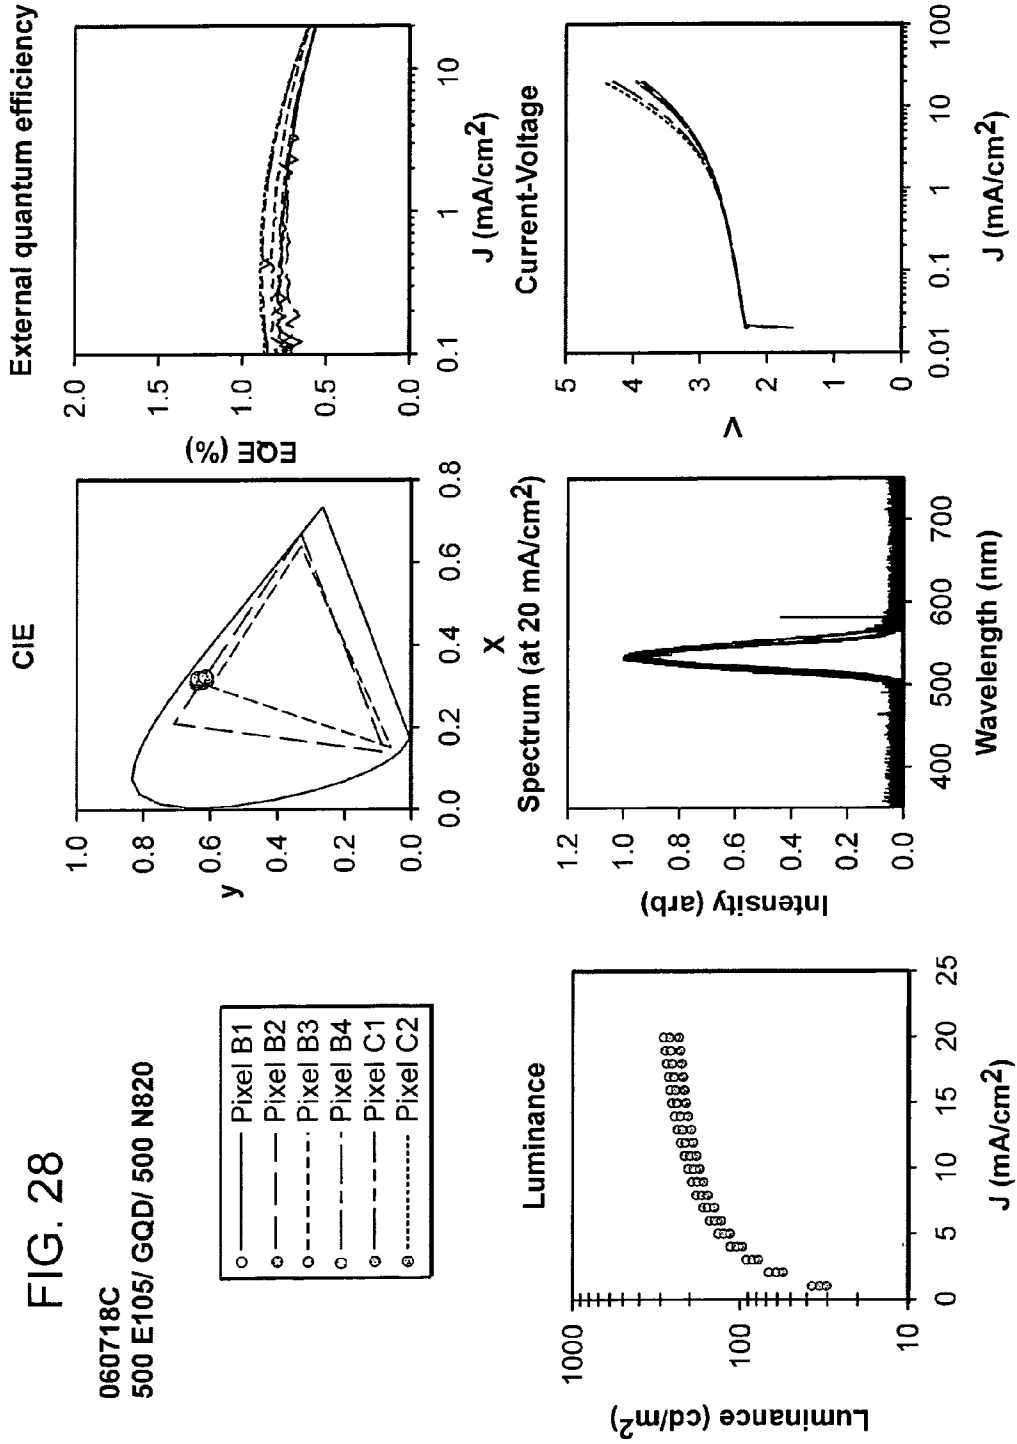 FIG. 28
060718C
500 E105/ GQD/ 500 N820
Pixel B1
Pixel B2
Pixel B3
Pixel B4
Pixel C1
Pixel C2
CIE
y
1.0
0.8
0.6
0.4
0.2
0.0
0.0
0.2
0.4
0.6
0.8
X
External quantum efficiency
EQE (%)
2.0
1.5
1.0
0.5
0.0
0.1
1
10
J (mA/cm2)
Luminance
Luminance (cd/m2)
1000
100
10
0
5
10
15
20
25
J (mA/cm2)
Spectrum (at 20 mA/cm2)
Intensity (arb)
1.2
1.0
0.8
0.6
0.4
0.2
0.0
400
500
600
700
Wavelength (nm)
Current-Voltage
V
5
4
3
2
0
0.01
0.1
1
10
100
J (mA/cm2)